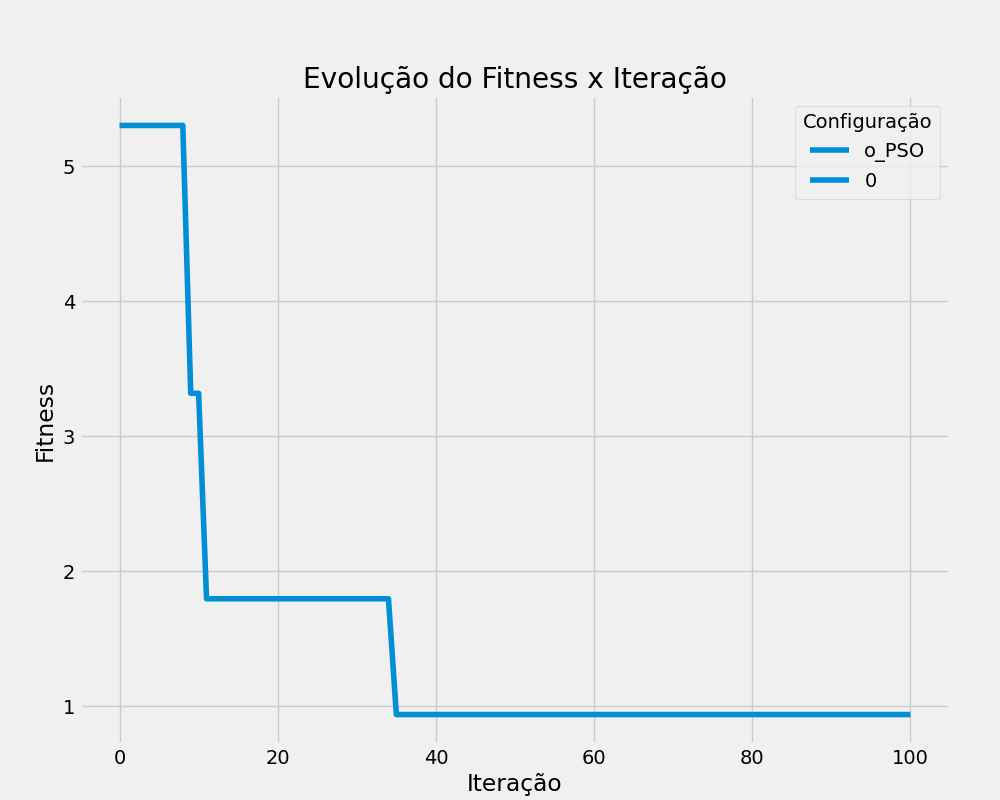 Evolução do Fitness x Iteração
Configuração
o_PSO
0
Fitness
5
4
3
2
1
0 20 40 60 80 100
Iteração